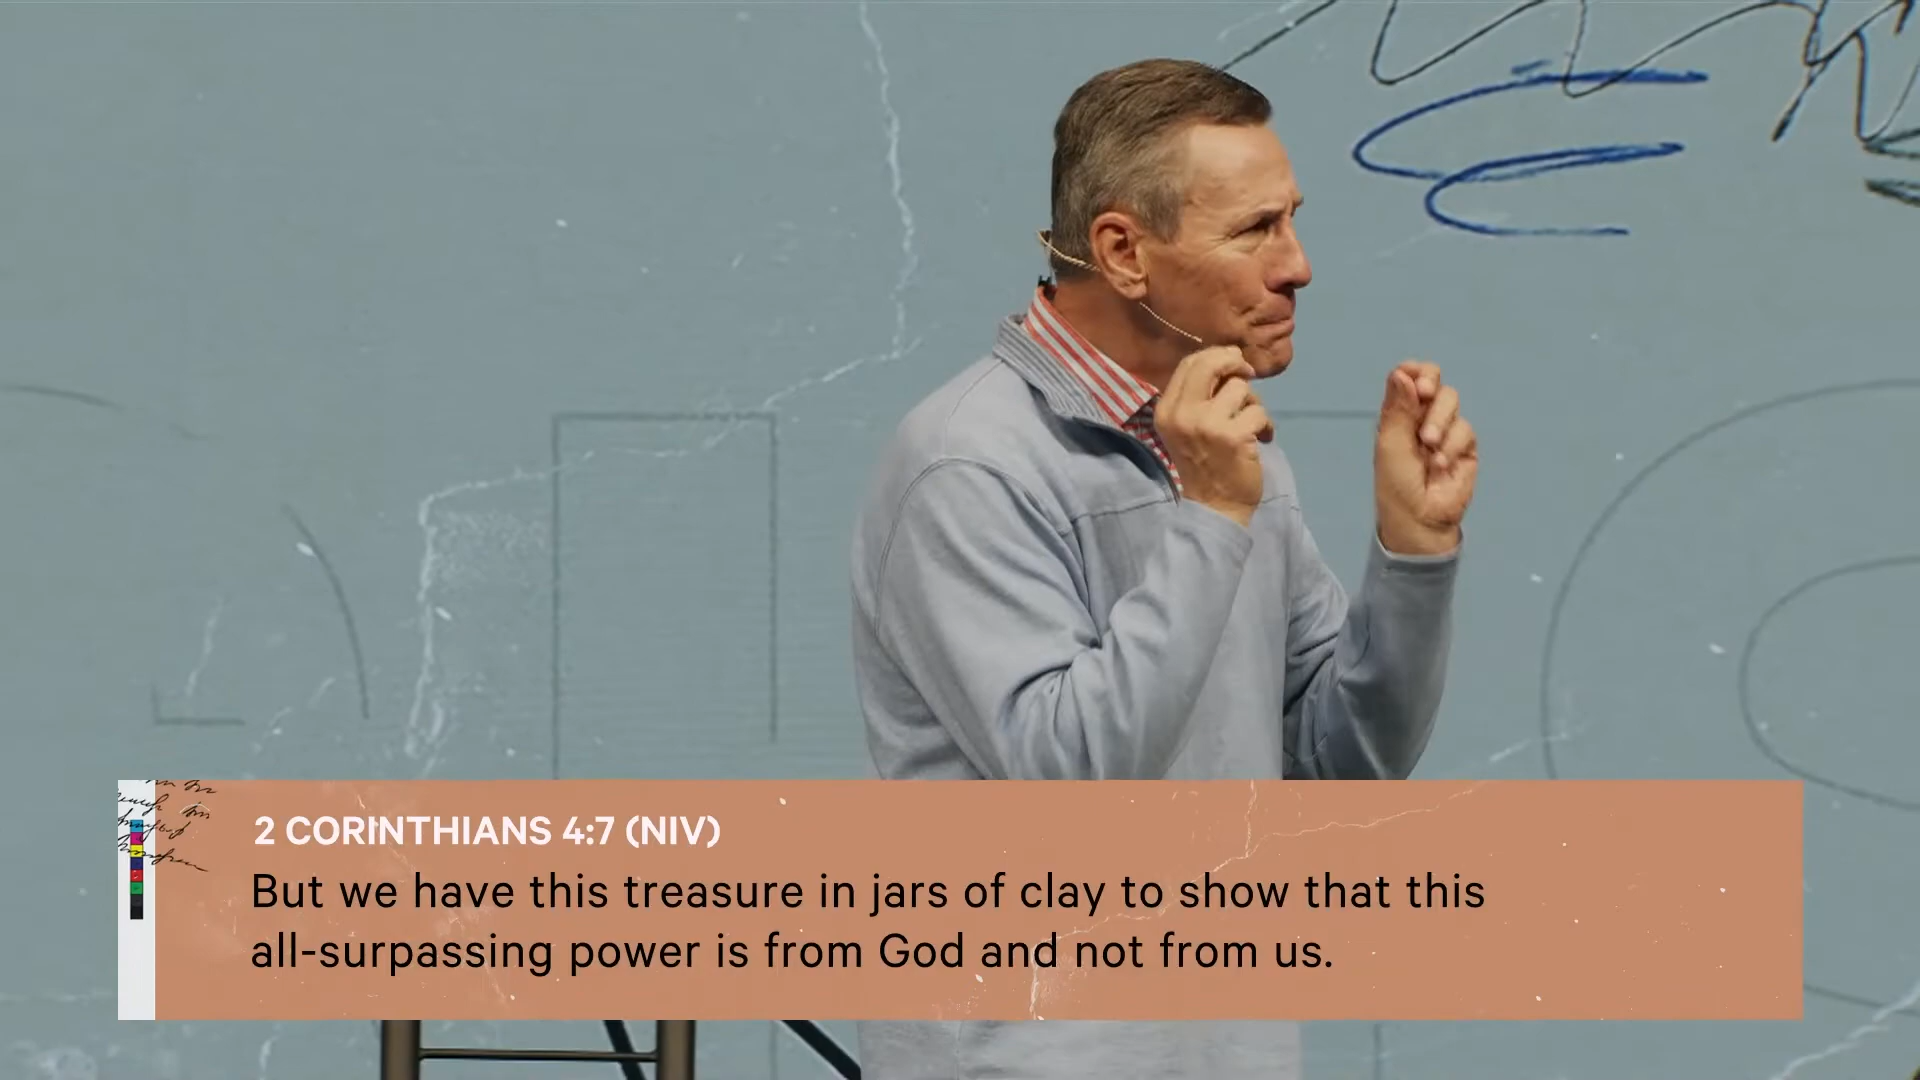 2 CORINTHIANS 4:7 (NIV)
But we have this treasure in jars of clay to show that this
all-surpassing power is from God and not from us.